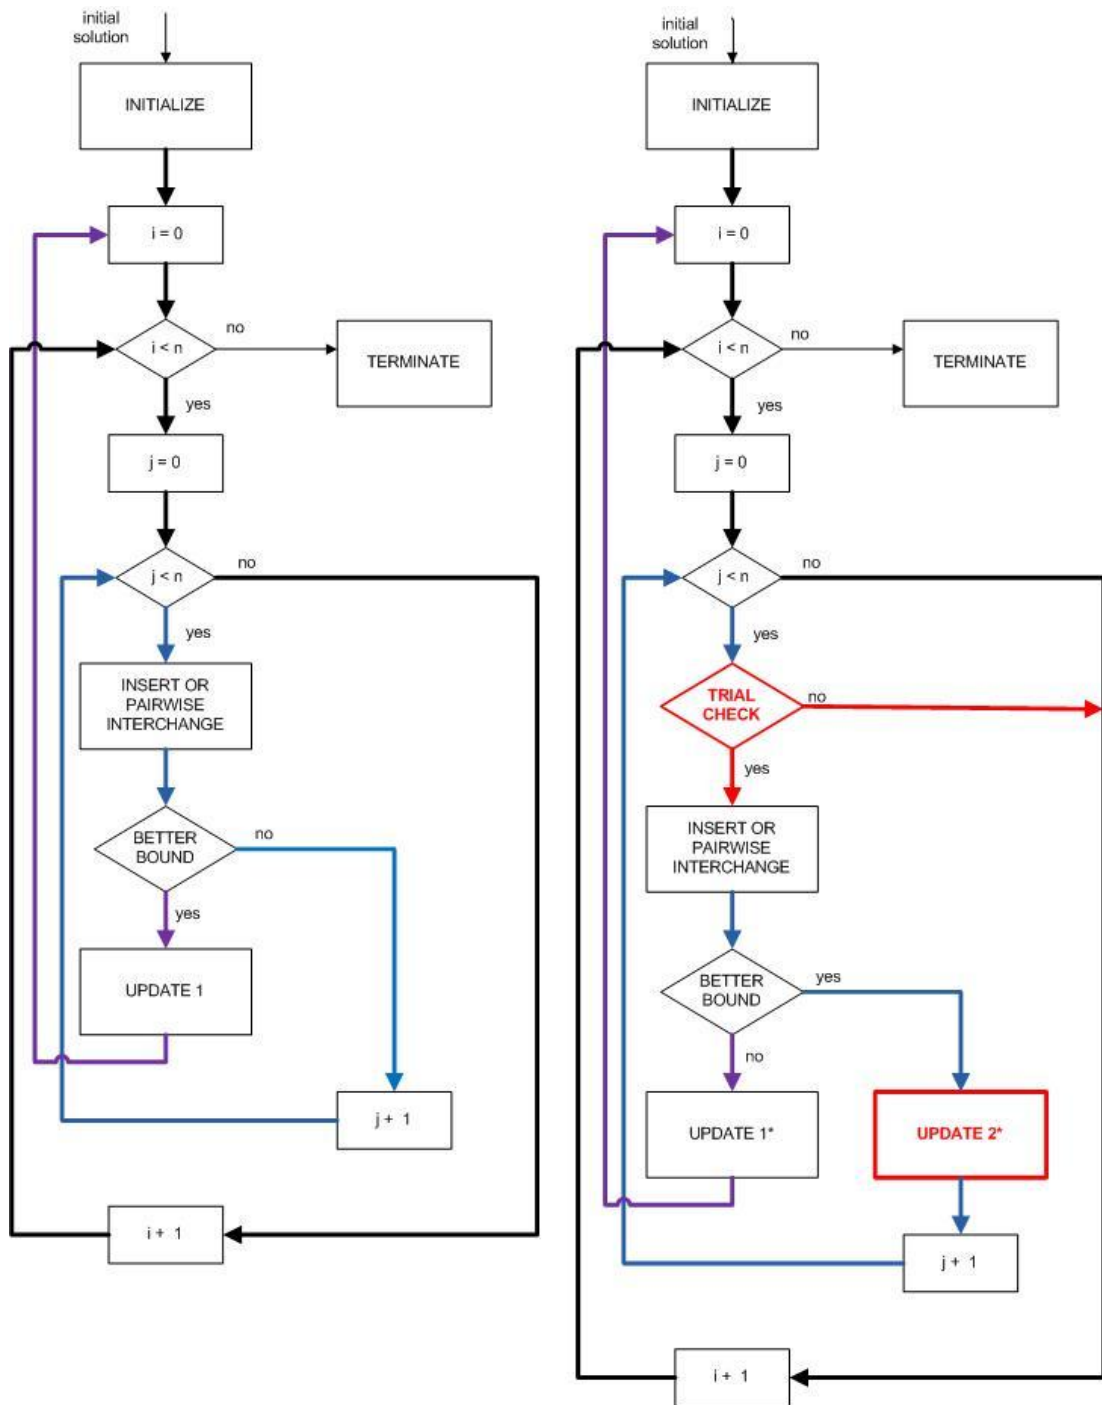 initial
solution
INITIALIZE
i = 0
i < n
no
TERMINATE
yes
j = 0
j < n
no
yes
INSERT OR
PAIRWISE
INTERCHANGE
BETTER
BOUND
no
yes
UPDATE 1
j + 1
i + 1
initial
solution
INITIALIZE
i = 0
i < n
no
TERMINATE
yes
j = 0
j < n
no
yes
TRIAL
CHECK
no
yes
INSERT OR
PAIRWISE
INTERCHANGE
BETTER
BOUND
yes
no
UPDATE 1*
UPDATE 2*
j + 1
i + 1